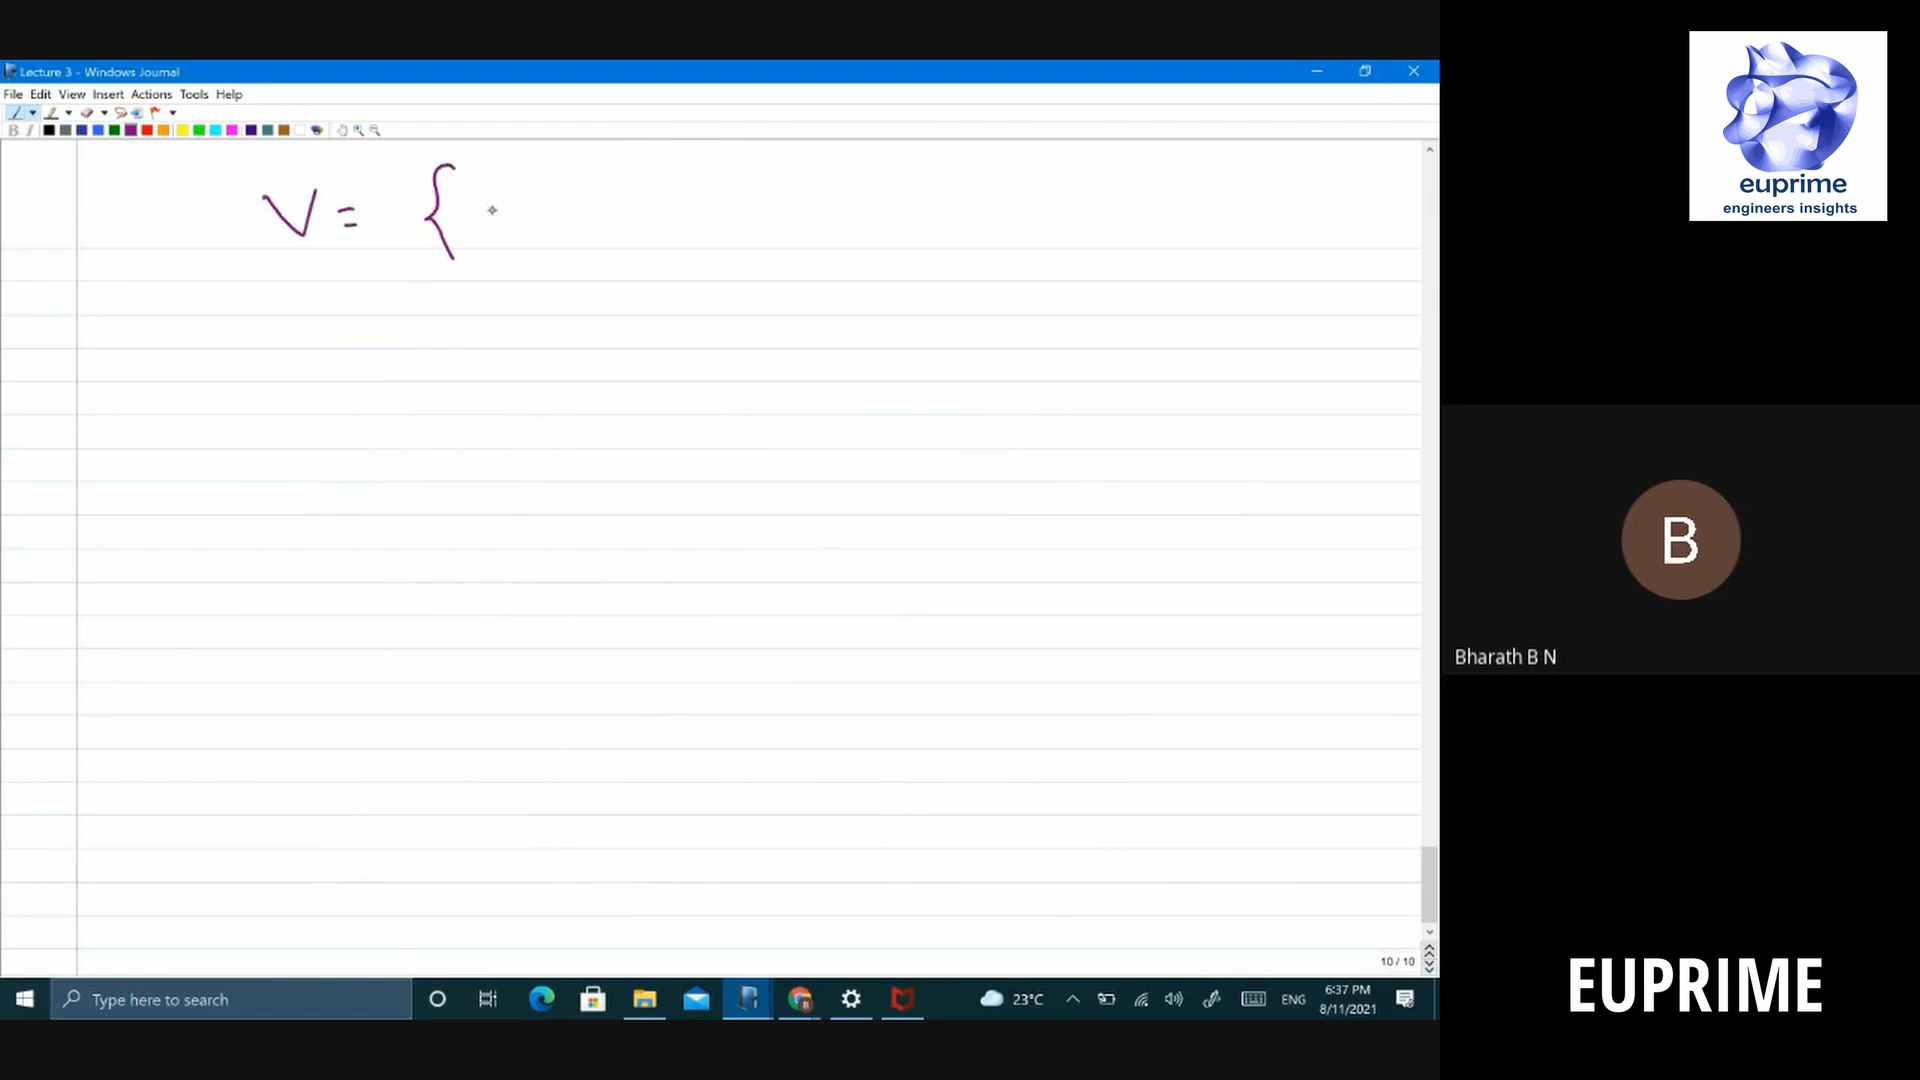 Lecture 3 - Windows Journal
File Edit View Insert Actions Tools Help
B I
V = {
10 / 10
Type here to search
23°C
ENG
6:37 PM
8/11/2021
euprime
engineers insights
B
Bharath B N
EUPRIME